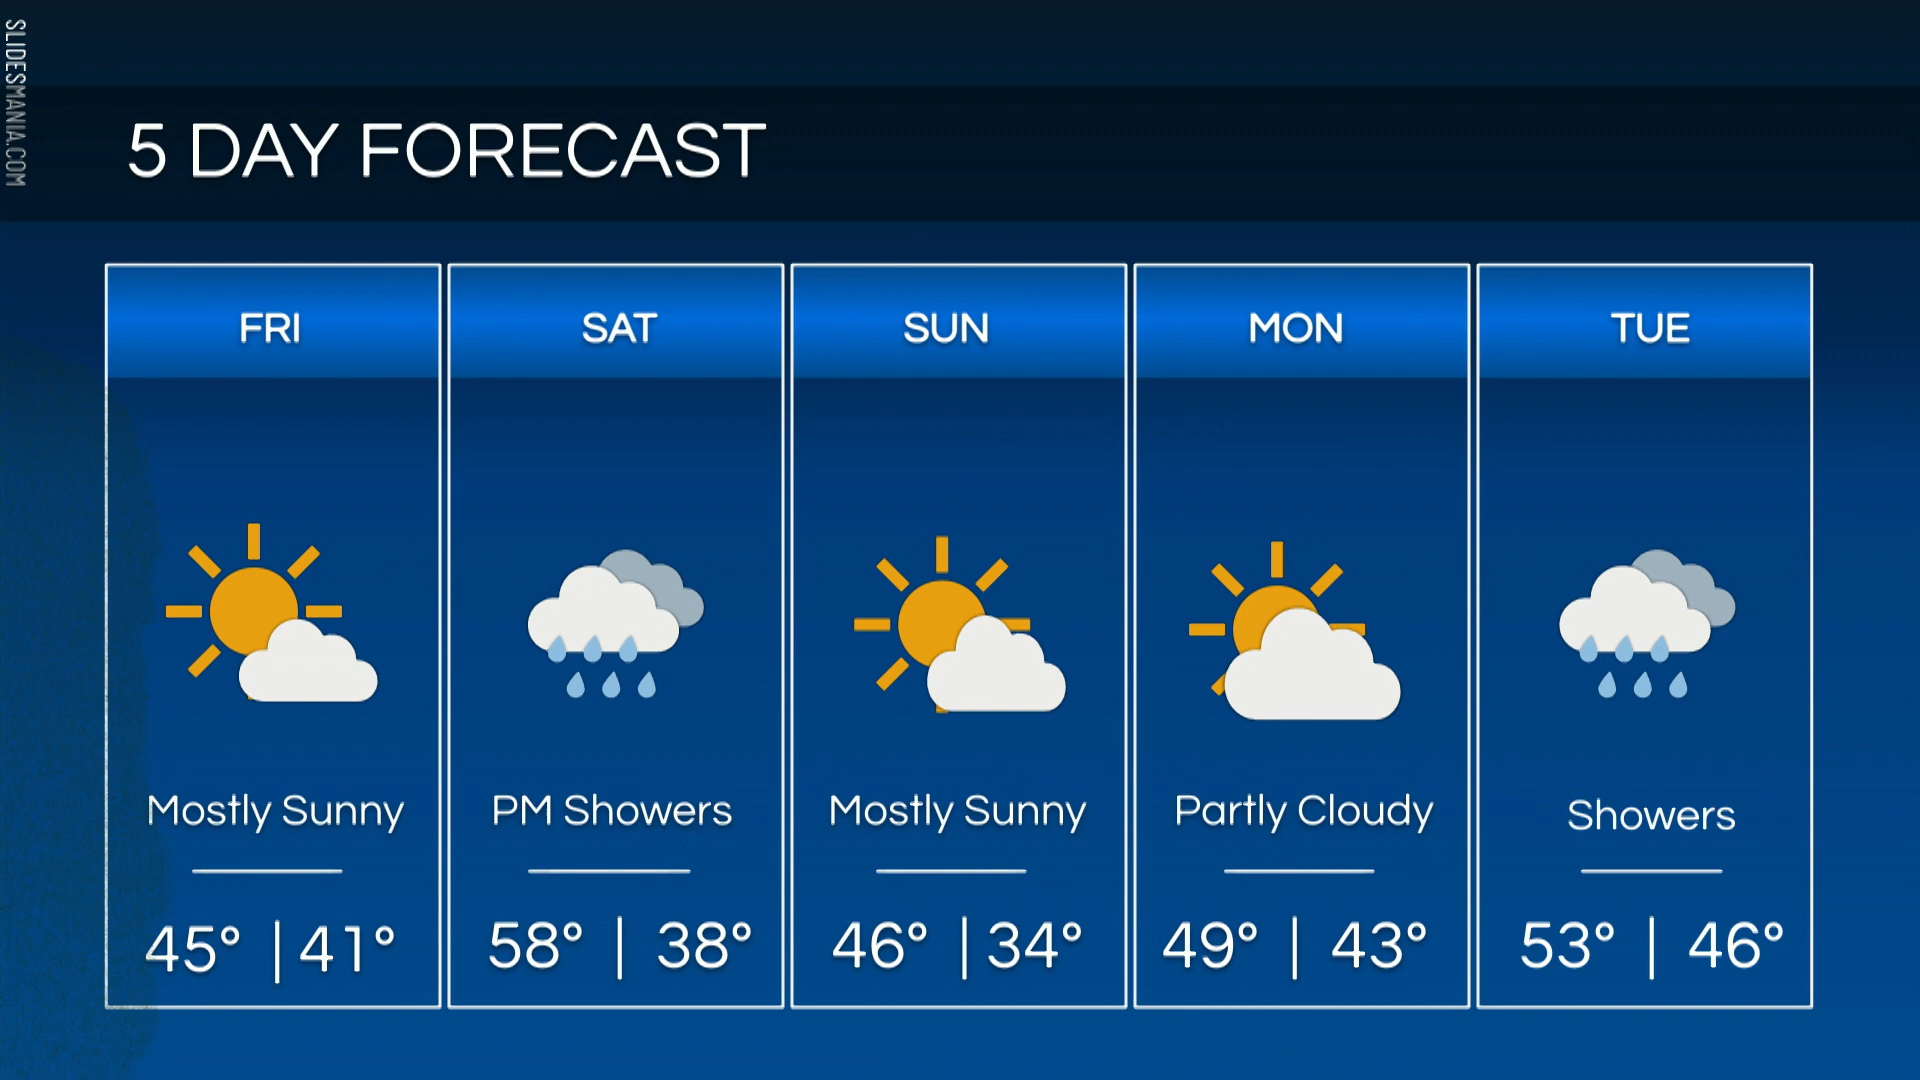 SLIDESMANIA.COM
5 DAY FORECAST
FRI
Mostly Sunny
45° | 41°
SAT
PM Showers
58° | 38°
SUN
Mostly Sunny
46° | 34°
MON
Partly Cloudy
49° | 43°
TUE
Showers
53° | 46°